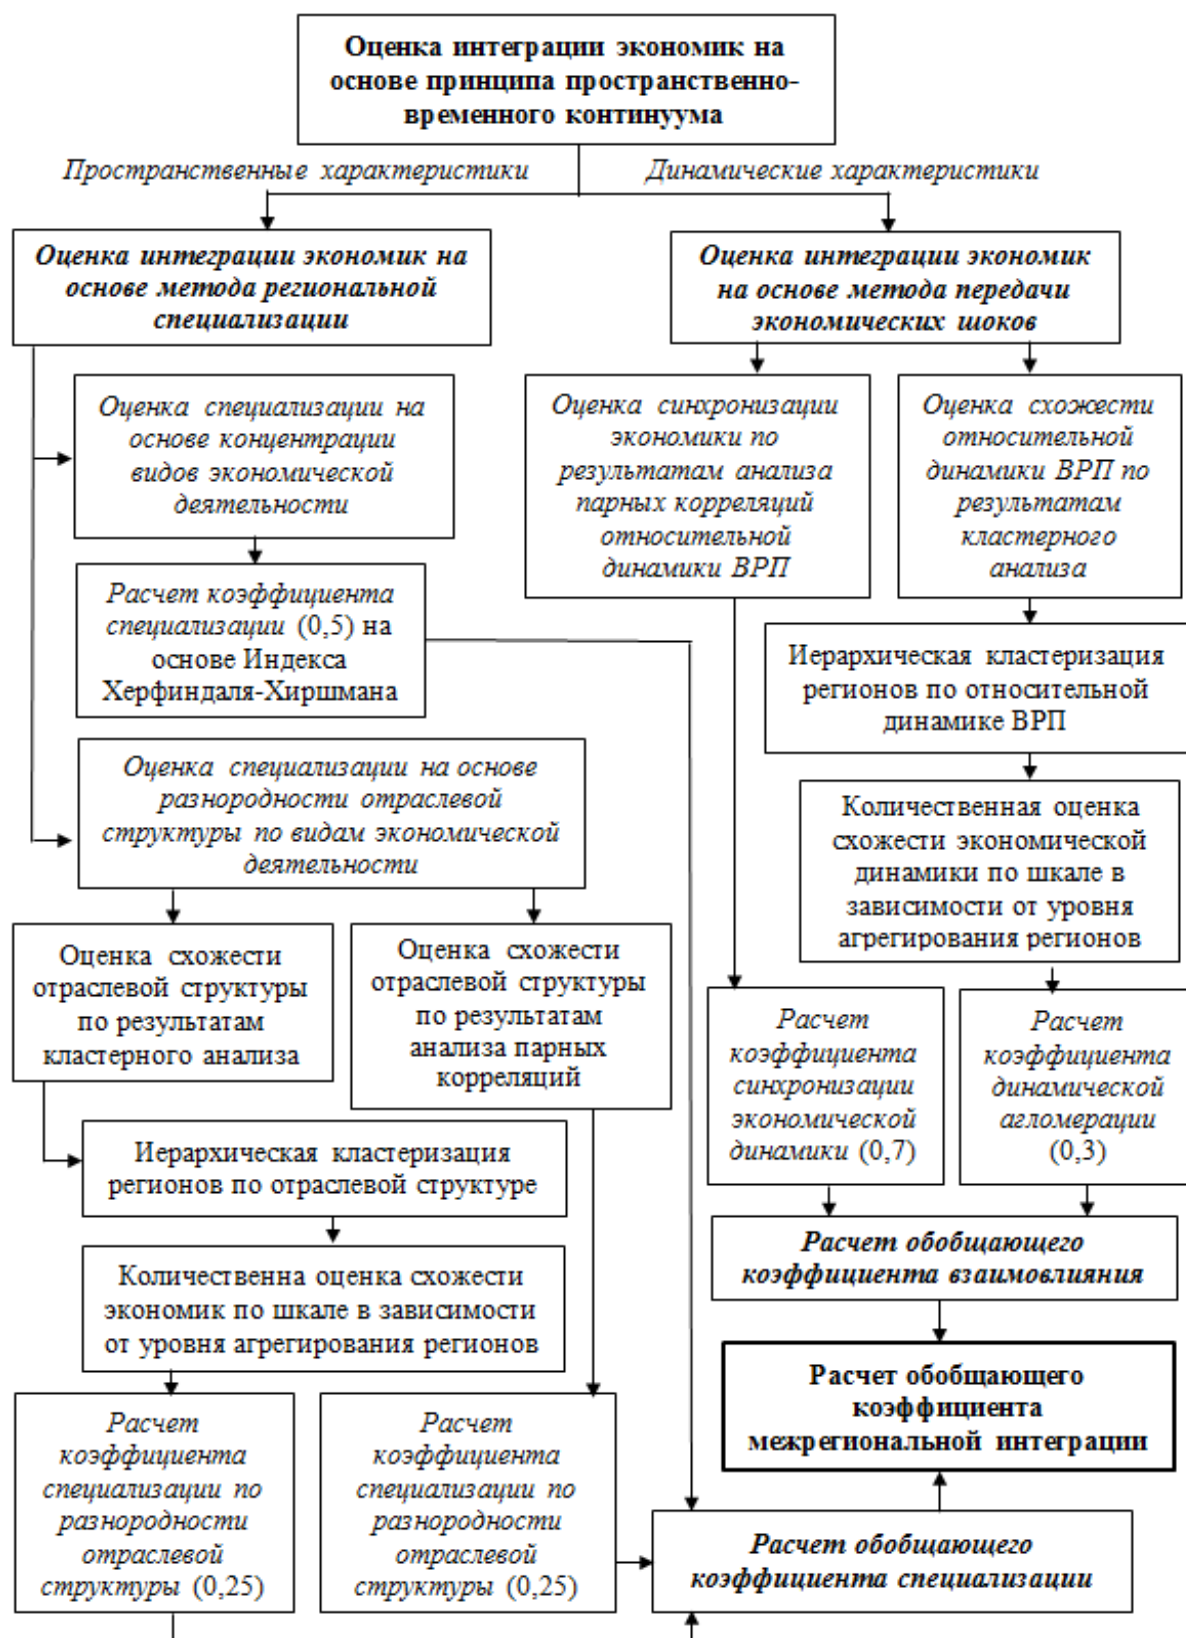 Оценка интеграции экономик на
основе принципа пространственно-
временного континуума
Пространственные характеристики
Динамические характеристики
Оценка интеграции экономик на
основе метода региональной
специализации
Оценка интеграции экономик
на основе метода передачи
экономических шоков
Оценка специализации на
основе концентрации
видов экономической
деятельности
Оценка синхронизации
экономики по
результатам анализа
парных корреляций
относительной
динамики ВРП
Оценка схожести
относительной
динамики ВРП по
результатам
кластерного
анализа
Расчет коэффициента
специализации (0,5) на
основе Индекса
Херфиндаля-Хиршмана
Иерархическая кластеризация
регионов по относительной
динамике ВРП
Оценка специализации на основе
разнородности отраслевой
структуры по видам экономической
деятельности
Количественная оценка
схожести экономической
динамики по шкале в
зависимости от уровня
агрегирования регионов
Оценка схожести
отраслевой структуры
по результатам
кластерного анализа
Оценка схожести
отраслевой структуры
по результатам
анализа парных
корреляций
Расчет
коэффициента
синхронизации
экономической
динамики (0,7)
Расчет
коэффициента
динамической
агломерации
(0,3)
Иерархическая кластеризация
регионов по отраслевой структуре
Расчет обобщающего
коэффициента взаимовлияния
Количественна оценка схожести
экономик по шкале в зависимости
от уровня агрегирования регионов
Расчет обобщающего
коэффициента
межрегиональной интеграции
Расчет
коэффициента
специализации по
разнородности
отраслевой
структуры (0,25)
Расчет
коэффициента
специализации по
разнородности
отраслевой
структуры (0,25)
Расчет обобщающего
коэффициента специализации